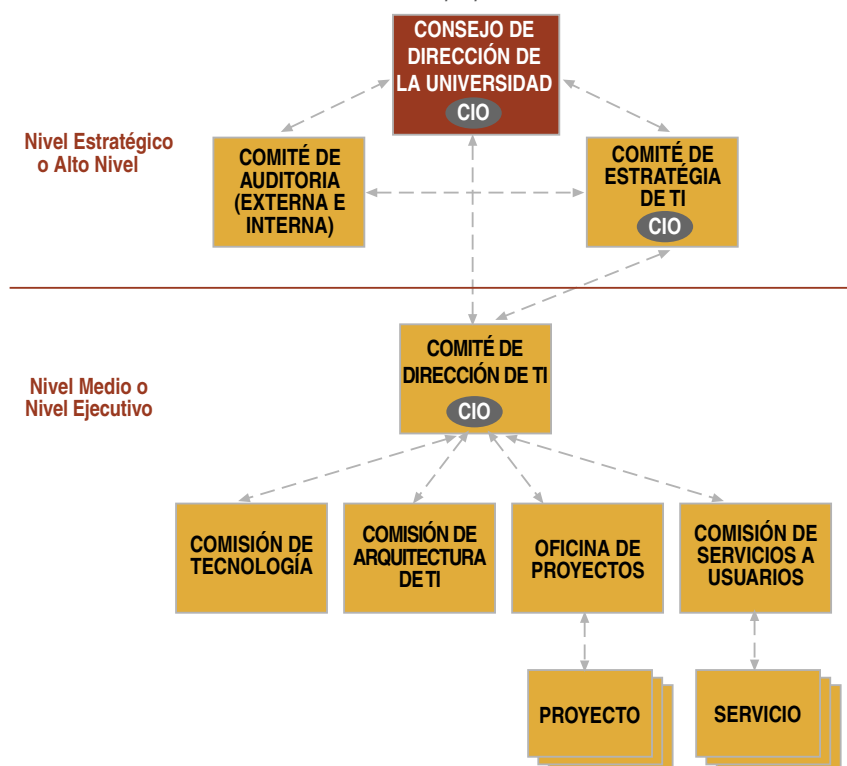 CONSEJO DE
DIRECCIÓN DE
LA UNIVERSIDAD
CIO
Nivel Estratégico
o Alto Nivel
COMITÉ DE
AUDITORIA
(EXTERNA E
INTERNA)
COMITÉ DE
ESTRATÉGIA
DE TI
CIO
COMITÉ DE
DIRECCIÓN DE TI
CIO
Nivel Medio o
Nivel Ejecutivo
COMISIÓN DE
TECNOLOGÍA
COMISIÓN DE
ARQUITECTURA
DE TI
OFICINA DE
PROYECTOS
COMISIÓN DE
SERVICIOS A
USUARIOS
PROYECTO
SERVICIO